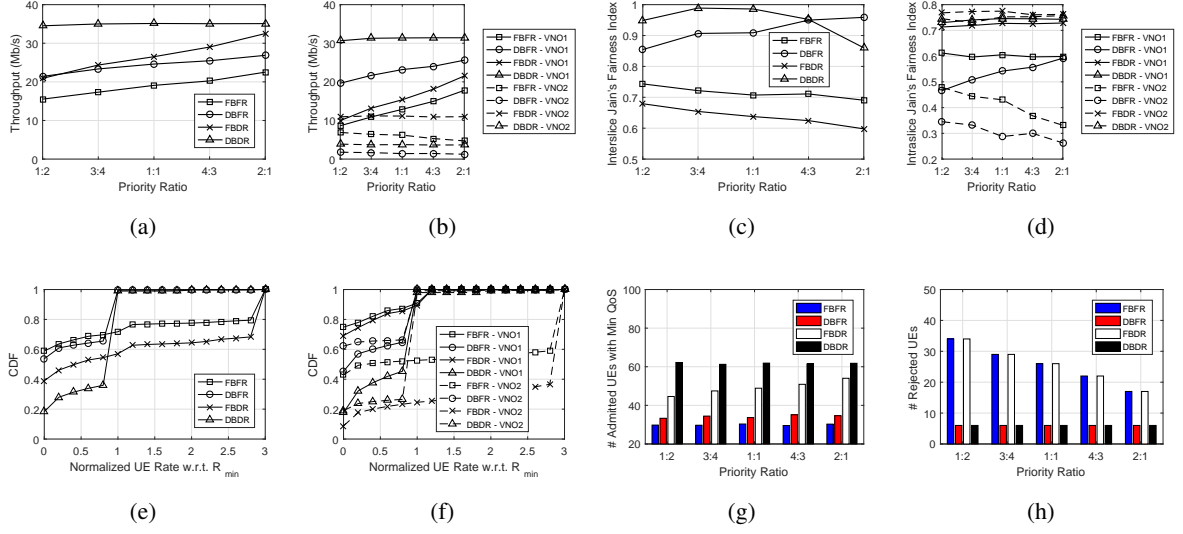 40
30
20
10
0
Throughput (Mb/s)
1:2
3:4
1:1
4:3
2:1
Priority Ratio
FBFR
DBFR
FBDR
DBDR
(a)
40
30
20
10
0
Throughput (Mb/s)
1:2
3:4
1:1
4:3
2:1
Priority Ratio
FBFR - VNO1
DBFR - VNO1
FBDR - VNO1
DBDR - VNO1
FBFR - VNO2
DBFR - VNO2
FBDR - VNO2
DBDR - VNO2
(b)
1
0.9
0.8
0.7
0.6
0.5
Interslice Jain's Fairness Index
1:2
3:4
1:1
4:3
2:1
Priority Ratio
FBFR
DBFR
FBDR
DBDR
(c)
0.8
0.7
0.6
0.5
0.4
0.3
0.2
Intraslice Jain's Fairness Index
1:2
3:4
1:1
4:3
2:1
Priority Ratio
FBFR - VNO1
DBFR - VNO1
FBDR - VNO1
DBDR - VNO1
FBFR - VNO2
DBFR - VNO2
FBDR - VNO2
DBDR - VNO2
(d)
1
0.8
0.6
0.4
0.2
0
CDF
0
0.5
1
1.5
2
2.5
3
Normalized UE Rate w.r.t. R min
FBFR
DBFR
FBDR
DBDR
(e)
1
0.8
0.6
0.4
0.2
0
CDF
0
0.5
1
1.5
2
2.5
3
Normalized UE Rate w.r.t. R min
FBFR - VNO1
DBFR - VNO1
FBDR - VNO1
DBDR - VNO1
FBFR - VNO2
DBFR - VNO2
FBDR - VNO2
DBDR - VNO2
(f)
100
80
60
40
20
# Admitted UEs with Min QoS
1:2
3:4
1:1
4:3
2:1
Priority Ratio
FBFR
DBFR
FBDR
DBDR
(g)
50
40
30
20
10
0
# Rejected UEs
1:2
3:4
1:1
4:3
2:1
Priority Ratio
FBFR
DBFR
FBDR
DBDR
(h)